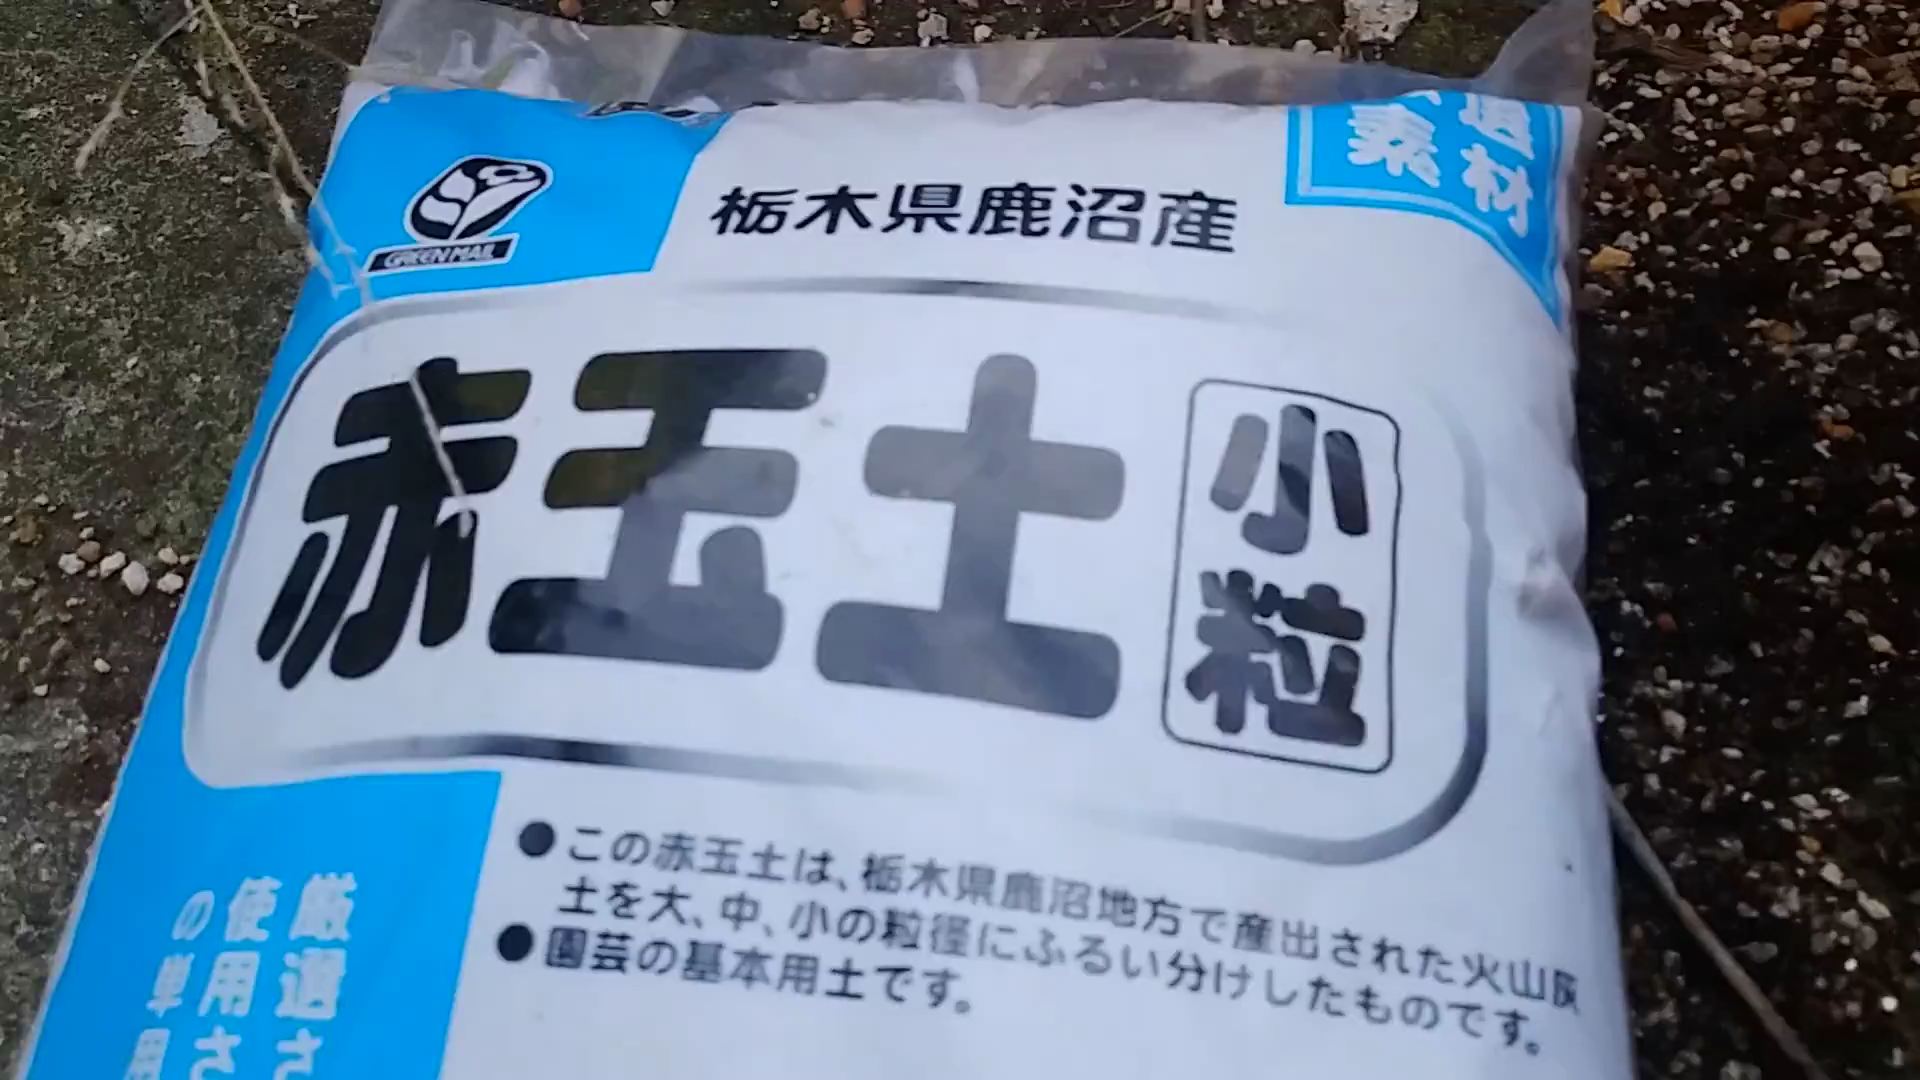 GREEN MAIL
栃木県鹿沼産
素材
赤玉土
小粒
●この赤玉土は、栃木県鹿沼地方で産出された火山灰
土を大、中、小の粒径にふるい分けしたものです。
●園芸の基本用土です。
厳選さ
使用さ
の単用